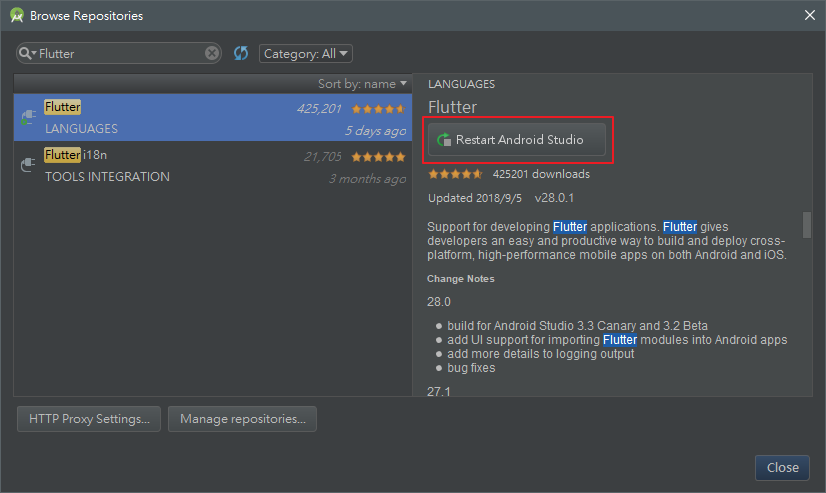 Browse Repositories
Flutter
Category: All
Sort by: name
Flutter
425,201
LANGUAGES
5 days ago
Flutter i18n
21,705
TOOLS INTEGRATION
3 months ago
LANGUAGES
Flutter
Restart Android Studio
425201 downloads
Updated 2018/9/5 v28.0.1
Support for developing Flutter applications. Flutter gives
developers an easy and productive way to build and deploy cross-
platform, high-performance mobile apps on both Android and iOS.
Change Notes
28.0
build for Android Studio 3.3 Canary and 3.2 Beta
add UI support for importing Flutter modules into Android apps
add more details to logging output
bug fixes
27.1
HTTP Proxy Settings...
Manage repositories...
Close